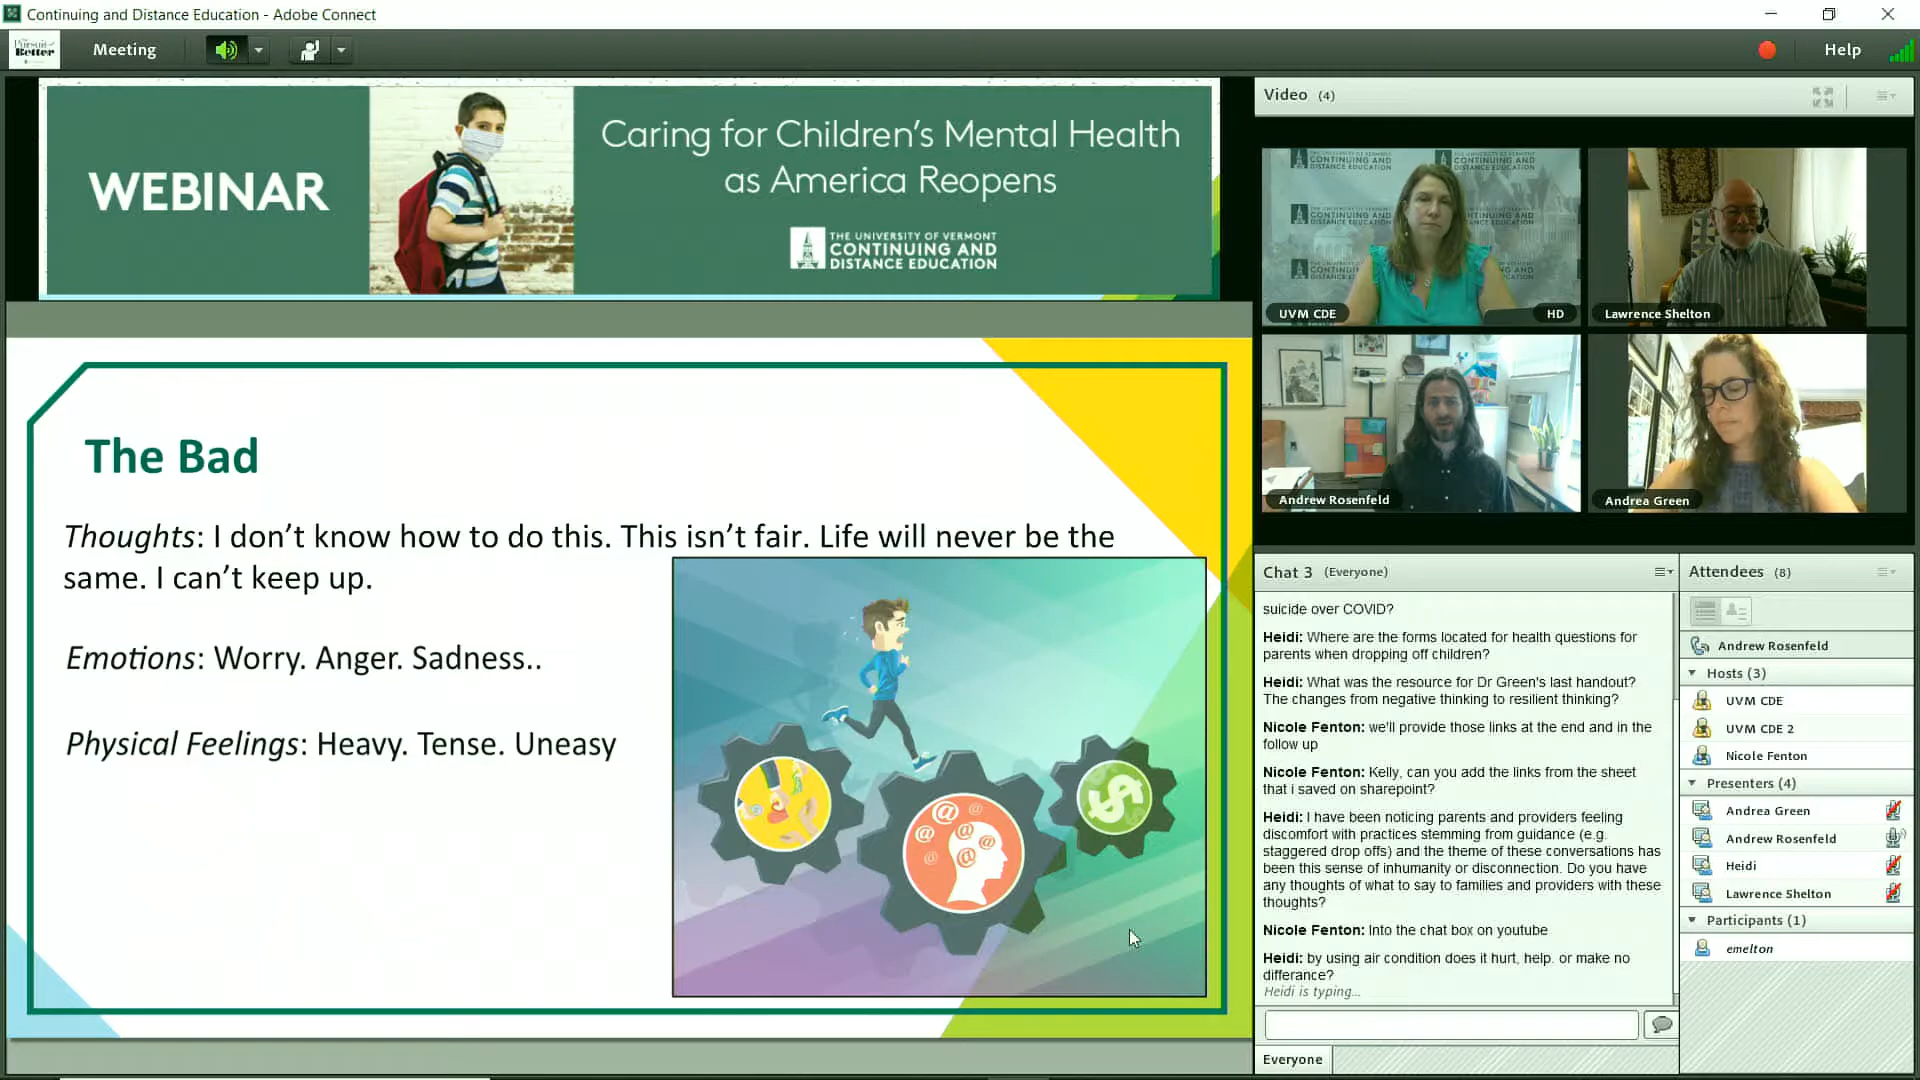 Continuing and Distance Education - Adobe Connect
Pursuit of
Better
Meeting
Help
WEBINAR
Caring for Children's Mental Health
as America Reopens
THE UNIVERSITY OF VERMONT
CONTINUING AND
DISTANCE EDUCATION
The Bad
Thoughts: I don't know how to do this. This isn't fair. Life will never be the
same. I can't keep up.
Emotions: Worry. Anger. Sadness..
Physical Feelings: Heavy. Tense. Uneasy
@ @
@ @ @
@ @
$
Video (4)
THE UNIVERSITY OF VERMONT
CONTINUING AND
DISTANCE EDUCATION
UVM CDE
HD
Lawrence Shelton
Andrew Rosenfeld
Andrea Green
Chat 3 (Everyone)
suicide over COVID?
Heidi: Where are the forms located for health questions for
parents when dropping off children?
Heidi: What was the resource for Dr Green's last handout?
The changes from negative thinking to resilient thinking?
Nicole Fenton: we'll provide those links at the end and in the
follow up
Nicole Fenton: Kelly, can you add the links from the sheet
that i saved on sharepoint?
Heidi: I have been noticing parents and providers feeling
discomfort with practices stemming from guidance (e.g.
staggered drop offs) and the theme of these conversations has
been this sense of inhumanity or disconnection. Do you have
any thoughts of what to say to families and providers with these
thoughts?
Nicole Fenton: Into the chat box on youtube
Heidi: by using air condition does it hurt, help. or make no
differance?
Heidi is typing...
Everyone
Attendees (8)
Andrew Rosenfeld
Hosts (3)
UVM CDE
UVM CDE 2
Nicole Fenton
Presenters (4)
Andrea Green
Andrew Rosenfeld
Heidi
Lawrence Shelton
Participants (1)
emelton